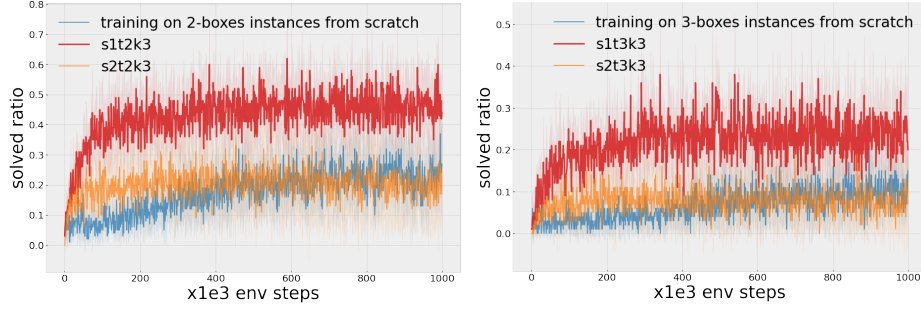 0.8
0.7
0.6
0.5
0.4
0.3
0.2
0.1
0.0
solved ratio
training on 2-boxes instances from scratch
s1t2k3
s2t2k3
0
200
400
600
800
1000
x1e3 env steps
0.5
0.4
0.3
0.2
0.1
0.0
solved ratio
training on 3-boxes instances from scratch
s1t3k3
s2t3k3
0
200
400
600
800
1000
x1e3 env steps